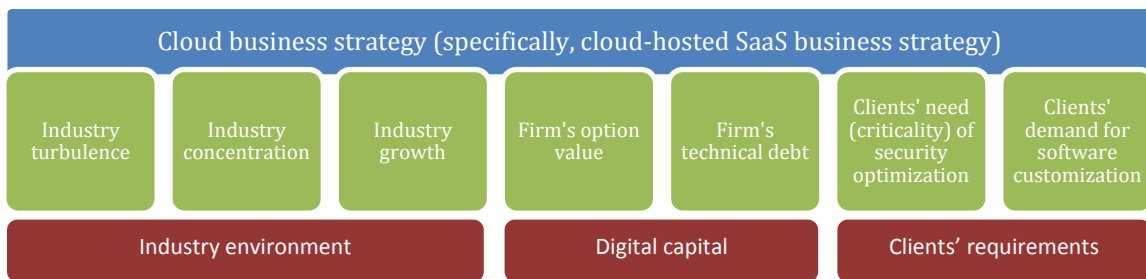 Cloud business strategy (specifically, cloud-hosted SaaS business strategy)
Industry
turbulence
Industry
concentration
Industry
growth
Firm's option
value
Firm's
technical debt
Clients' need
(criticality) of
security
optimization
Clients'
demand for
software
customization
Industry environment
Digital capital
Clients’ requirements